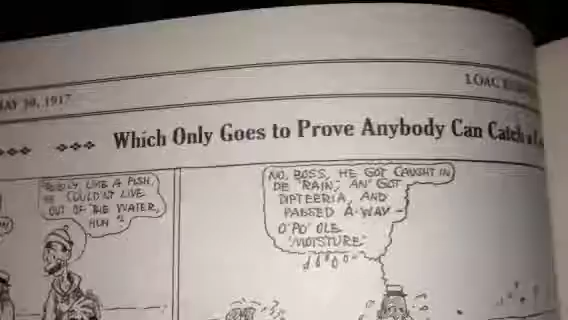 MAY 30, 1917
LOAC
Which Only Goes to Prove Anybody Can Catch a
LIKE A FISH,
HE COULDN'T LIVE
OUT OF THE WATER,
HUH?
NO, BOSS, HE GOT CAUGHT IN
DE RAIN, AN' GOT
DIPTEERIA, AND
PASSED A-WAY -
O' PO' OLE
"MOISTURE"